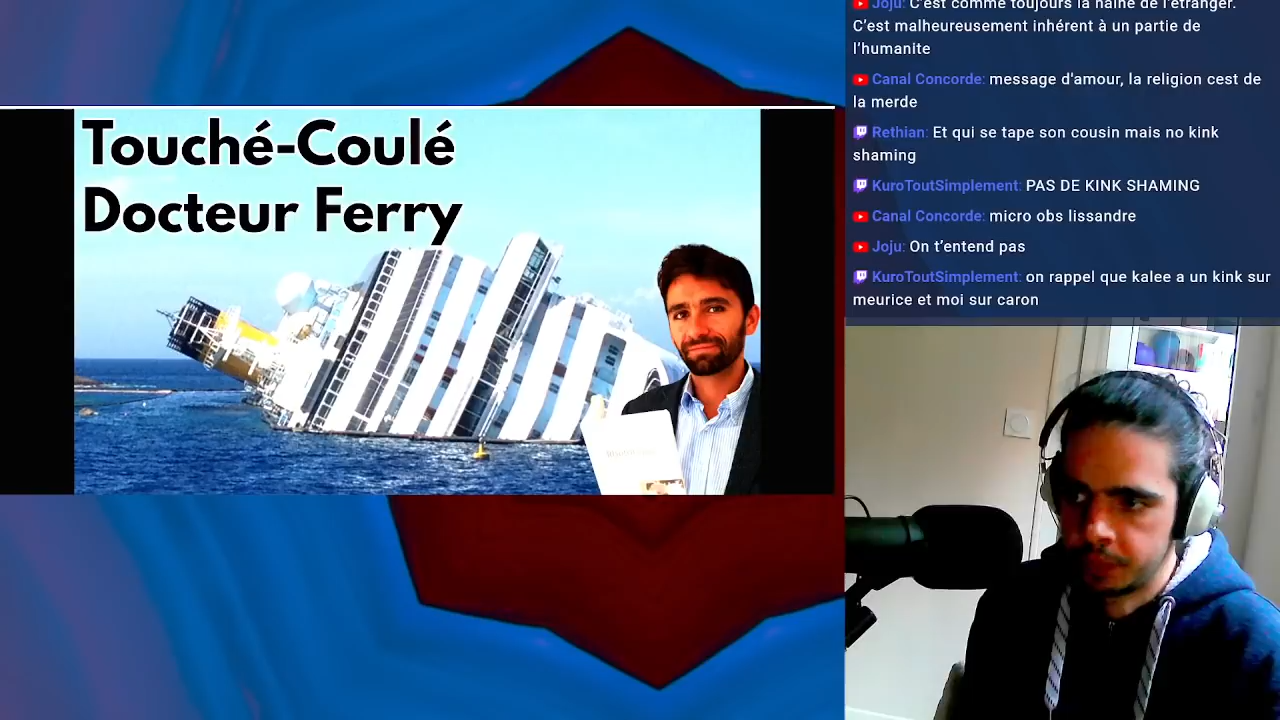 Touché-Coulé
Docteur Ferry
Joju: C'est comme toujours la haine de l'étranger.
C'est malheureusement inhérent à un partie de
l'humanite
Canal Concorde: message d'amour, la religion cest de
la merde
Rethian: Et qui se tape son cousin mais no kink
shaming
KuroToutSimplement: PAS DE KINK SHAMING
Canal Concorde: micro obs lissandre
Joju: On t'entend pas
KuroToutSimplement: on rappel que kalee a un kink sur
meurice et moi sur caron